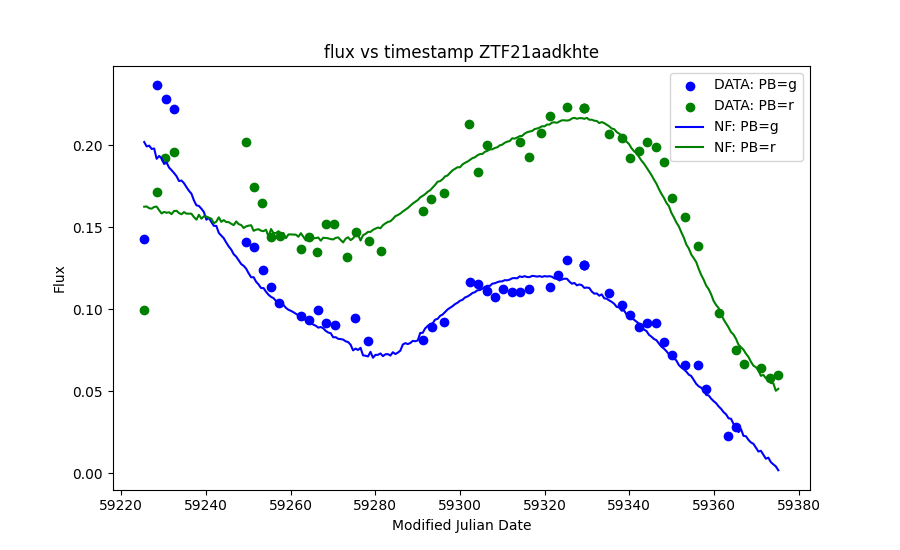 flux vs timestamp ZTF21aadkhte
DATA: PB=g
DATA: PB=r
NF: PB=g
NF: PB=r
Flux
0.20
0.15
0.10
0.05
0.00
59220 59240 59260 59280 59300 59320 59340 59360 59380
Modified Julian Date